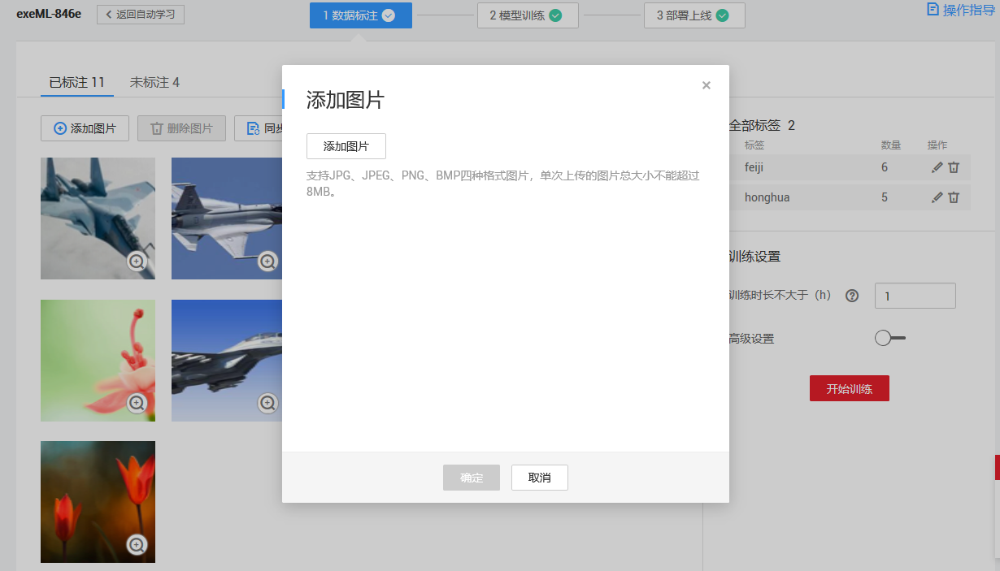 exeML-846e
返回自动学习
1 数据标注
2 模型训练
3 部署上线
操作指导
已标注 11
未标注 4
添加图片
删除图片
同步
添加图片
添加图片
支持JPG、JPEG、PNG、BMP四种格式图片，单次上传的图片总大小不能超过
8MB。
确定
取消
全部标签 2
标签 数量 操作
feiji 6
honghua 5
训练设置
训练时长不大于（h） ? 1
高级设置
开始训练